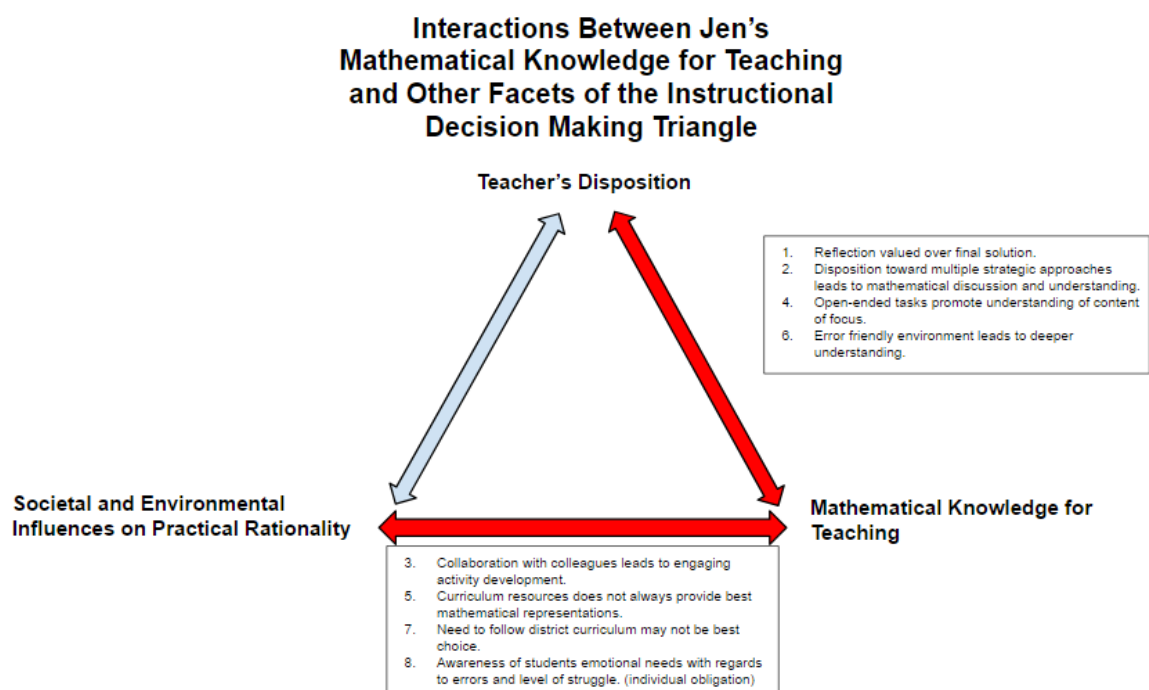 Interactions Between Jen's
Mathematical Knowledge for Teaching
and Other Facets of the Instructional
Decision Making Triangle
Teacher's Disposition
1. Reflection valued over final solution.
2. Disposition toward multiple strategic approaches
leads to mathematical discussion and understanding.
4. Open-ended tasks promote understanding of content
of focus.
6. Error friendly environment leads to deeper
understanding.
Societal and Environmental
Influences on Practical Rationality
Mathematical Knowledge for
Teaching
3. Collaboration with colleagues leads to engaging
activity development.
5. Curriculum resources does not always provide best
mathematical representations.
7. Need to follow district curriculum may not be best
choice.
8. Awareness of students emotional needs with regards
to errors and level of struggle. (individual obligation)